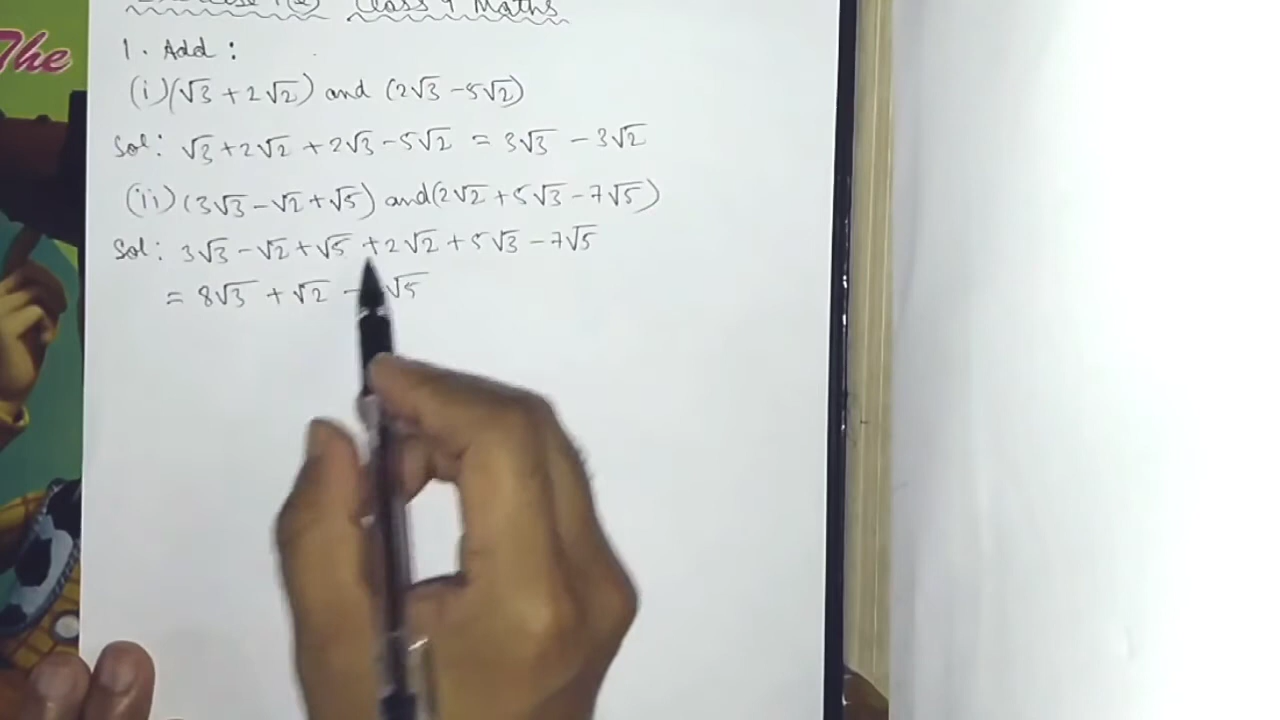 The
Class 9 Maths
1. Add :
(i) (√3 + 2√2) and (2√3 - 5√2)
Sol: √3 + 2√2 + 2√3 - 5√2 = 3√3 - 3√2
(ii) (3√3 - √2 + √5) and (2√2 + 5√3 - 7√5)
Sol: 3√3 - √2 + √5 + 2√2 + 5√3 - 7√5
= 8√3 + √2 - √5